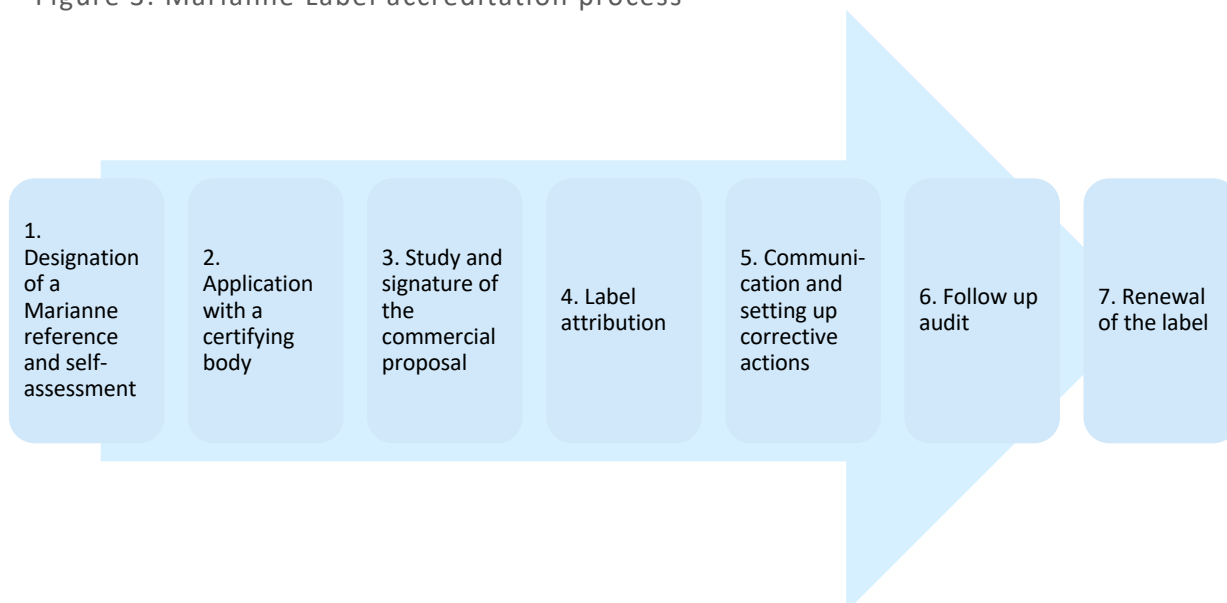 Figure 3: Marianne Label accreditation process
1.
Designation
of a
Marianne
reference
and self-
assessment
2.
Application
with a
certifying
body
3. Study and
signature of
the
commercial
proposal
4. Label
attribution
5. Communi-
cation and
setting up
corrective
actions
6. Follow up
audit
7. Renewal
of the label